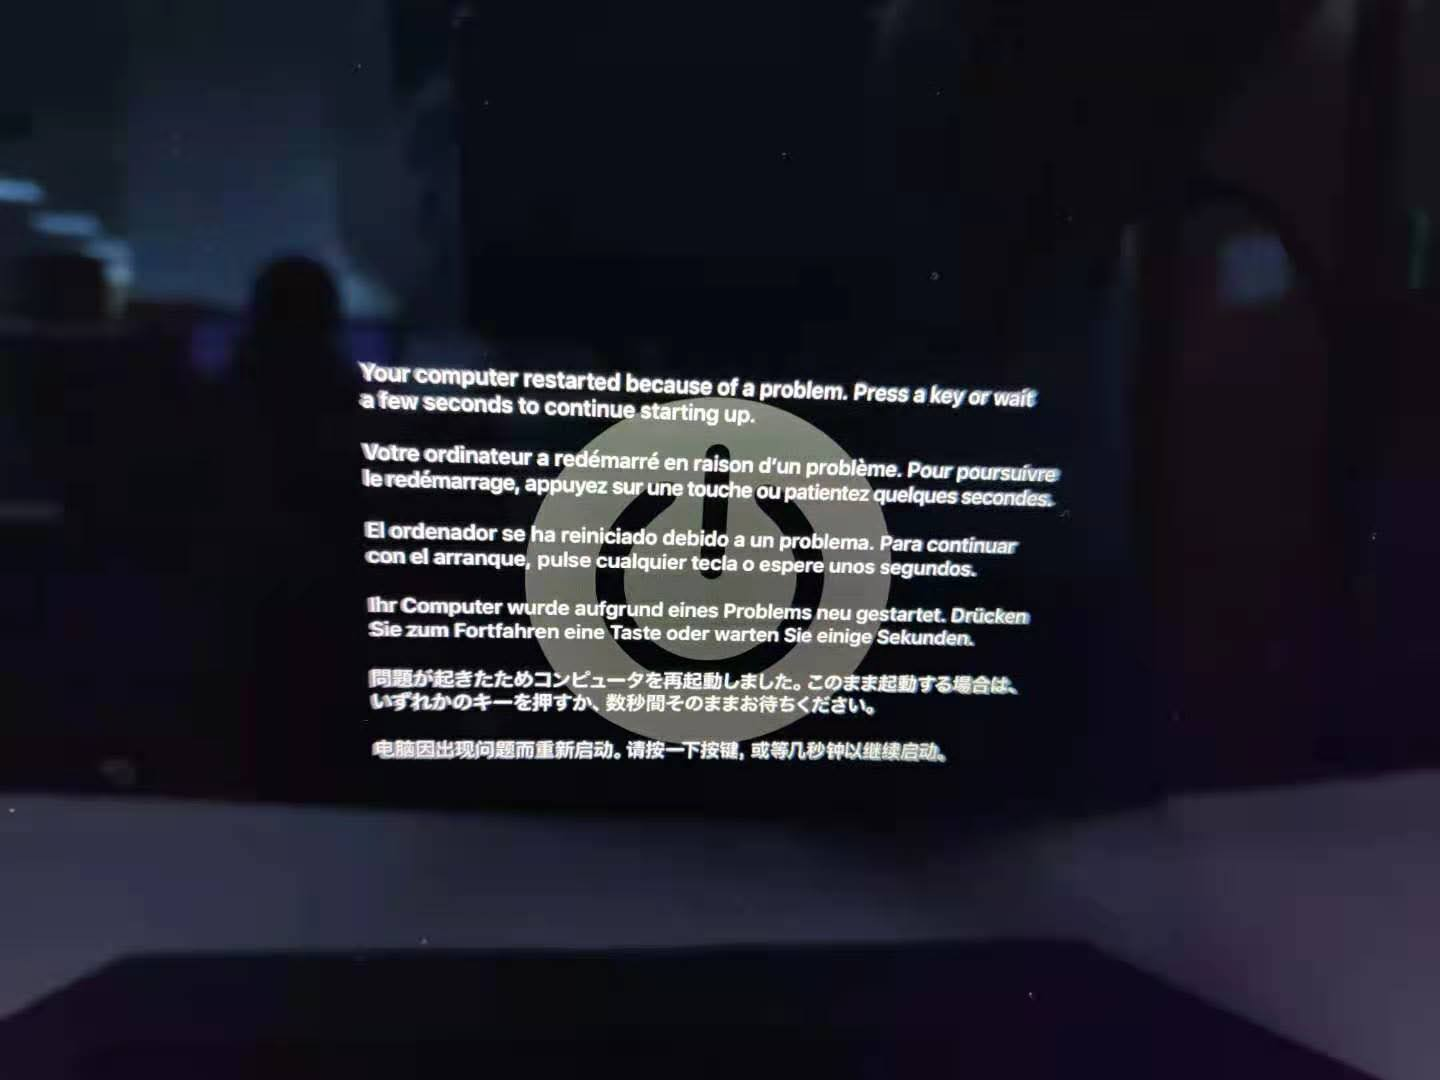 Your computer restarted because of a problem. Press a key or wait
a few seconds to continue starting up.
Votre ordinateur a redémarré en raison d'un problème. Pour poursuivre
le redémarrage, appuyez sur une touche ou patientez quelques secondes.
El ordenador se ha reiniciado debido a un problema. Para continuar
con el arranque, pulse cualquier tecla o espere unos segundos.
Ihr Computer wurde aufgrund eines Problems neu gestartet. Drücken
Sie zum Fortfahren eine Taste oder warten Sie einige Sekunden.
問題が起きたためコンピュータを再起動しました。このまま起動する場合は、
いずれかのキーを押すか、数秒間そのままお待ちください。
电脑因出现问题而重新启动。请按一下按键，或等几秒钟以继续启动。